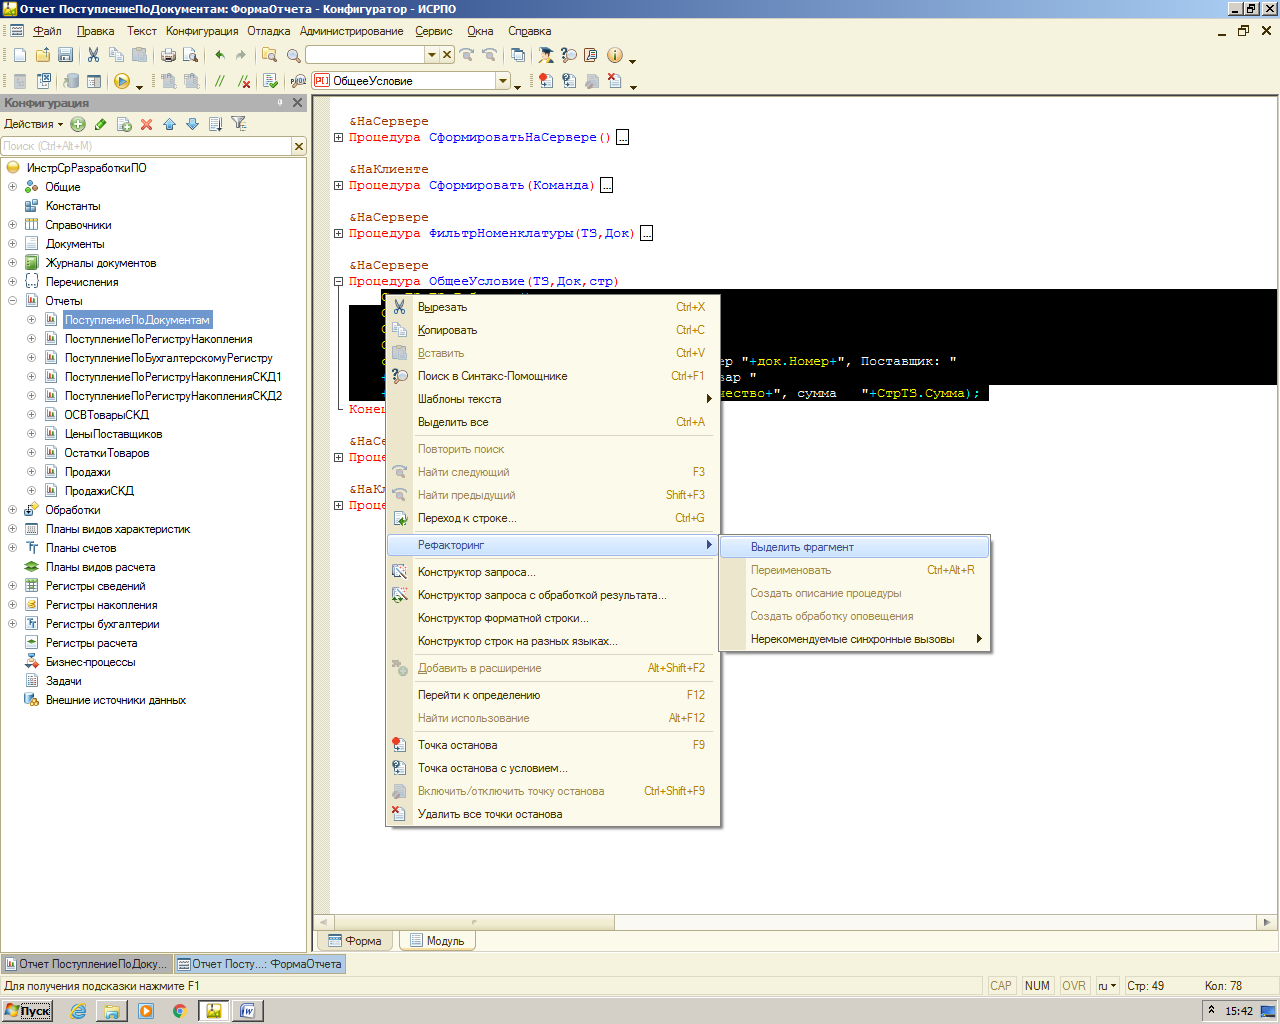 Отчет ПоступлениеПоДокументам: ФормаОтчета - Конфигуратор - ИСРПО
Файл Правка Текст Конфигурация Отладка Администрирование Сервис Окна Справка
ОбщееУсловие
Конфигурация
Действия
Поиск (Ctrl+Alt+M)
ИнстрСрРазработкиПО
Общие
Константы
Справочники
Документы
Журналы документов
Перечисления
Отчеты
ПоступлениеПоДокументам
ПоступлениеПоРегиструНакопления
ПоступлениеПоБухгалтерскомуРегистру
ПоступлениеПоРегиструНакопленияСКД1
ПоступлениеПоРегиструНакопленияСКД2
ОСВТоварыСКД
ЦеныПоставщиков
ОстаткиТоваров
Продажи
ПродажиСКД
Обработки
Планы видов характеристик
Планы счетов
Планы видов расчета
Регистры сведений
Регистры накопления
Регистры бухгалтерии
Регистры расчета
Бизнес-процессы
Задачи
Внешние источники данных
&НаСервере
Процедура СформироватьНаСервере() ...
&НаКлиенте
Процедура Сформировать(Команда) ...
&НаСервере
Процедура ФильтрНоменклатуры(ТЗ,Док) ...
&НаСервере
Процедура ОбщееУсловие(ТЗ,Док,стр)
ер "+док.Номер+", Поставщик: "
+ вар "
+ чество+", сумма "+СтрТЗ.Сумма);
Конец
&НаСе
Проце
&НаКл
Проце
Вырезать Ctrl+X
Копировать Ctrl+C
Вставить Ctrl+V
Поиск в Синтакс-Помощнике Ctrl+F1
Шаблоны текста
Выделить все Ctrl+A
Повторить поиск
Найти следующий F3
Найти предыдущий Shift+F3
Переход к строке... Ctrl+G
Рефакторинг
Конструктор запроса...
Конструктор запроса с обработкой результата...
Конструктор форматной строки...
Конструктор строк на разных языках...
Добавить в расширение Alt+Shift+F2
Перейти к определению F12
Найти использование Alt+F12
Точка останова F9
Точка останова с условием...
Включить/отключить точку останова Ctrl+Shift+F9
Удалить все точки останова
Выделить фрагмент
Переименовать Ctrl+Alt+R
Создать описание процедуры
Создать обработку оповещения
Нерекомендуемые синхронные вызовы
Форма Модуль
Отчет ПоступлениеПоДоку... Отчет Посту...: ФормаОтчета
Для получения подсказки нажмите F1 CAP NUM OVR ru Стр: 49 Кол: 78
Пуск 15:42